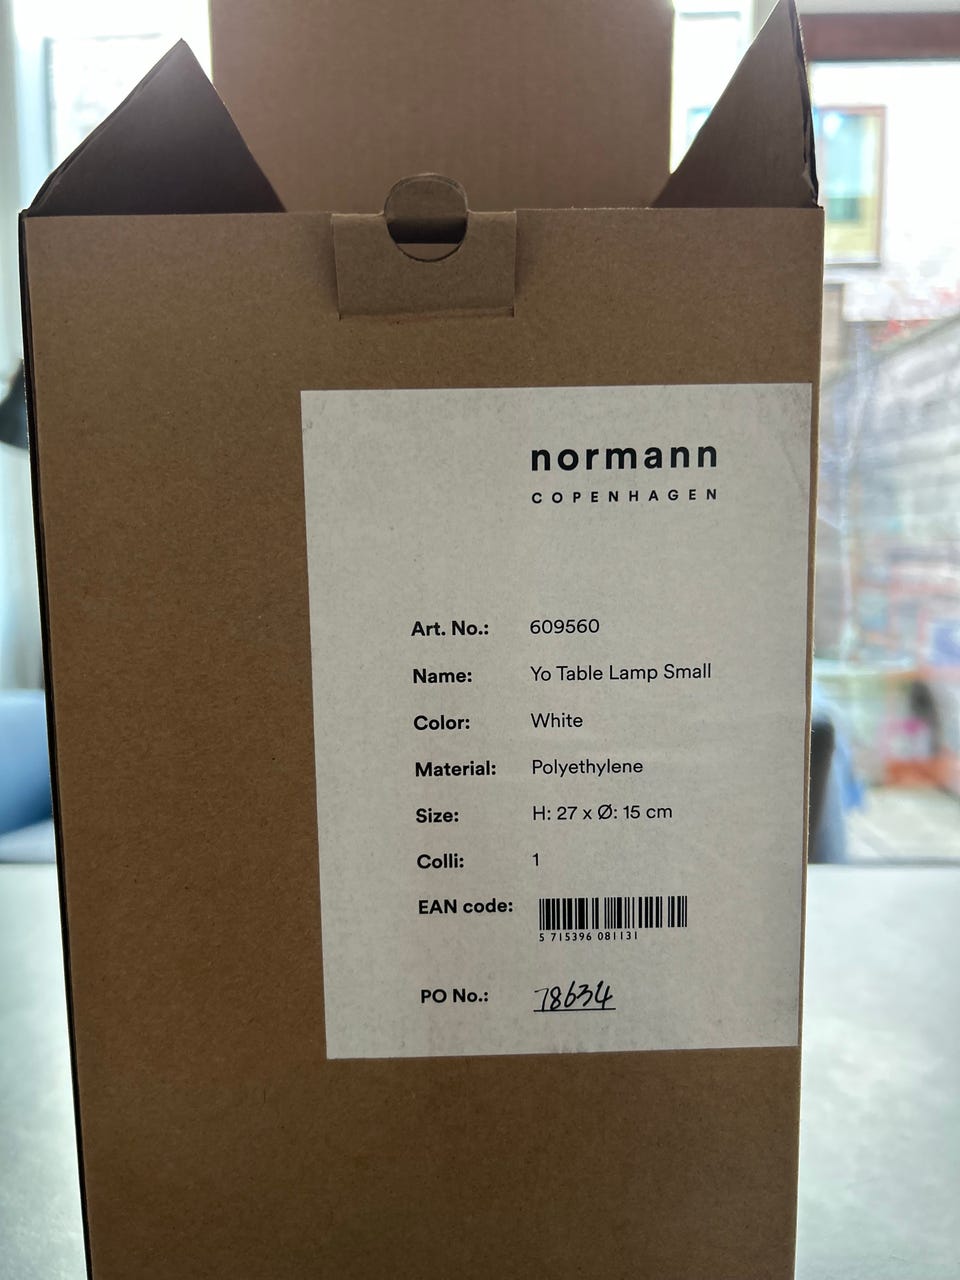 normann
COPENHAGEN
Art. No.: 609560
Name: Yo Table Lamp Small
Color: White
Material: Polyethylene
Size: H: 27 x Ø: 15 cm
Colli: 1
EAN code:
5 715396 081131
PO No.: 78634